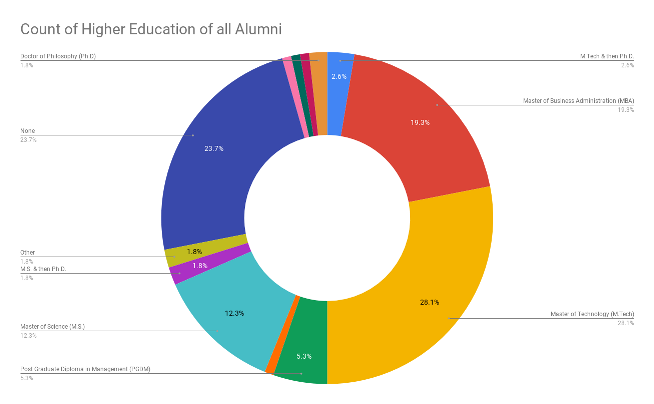 Count of Higher Education of all Alumni
Doctor of Philosophy (Ph.D.)
1.8%
M.Tech & then Ph.D.
2.6%
2.6%
Master of Business Administration (MBA)
19.3%
19.3%
None
23.7%
23.7%
Other
1.8%
1.8%
M.S. & then Ph.D.
1.8%
1.8%
28.1%
Master of Technology (M.Tech)
28.1%
12.3%
Master of Science (M.S.)
12.3%
5.3%
Post Graduate Diploma in Management (PGDM)
5.3%